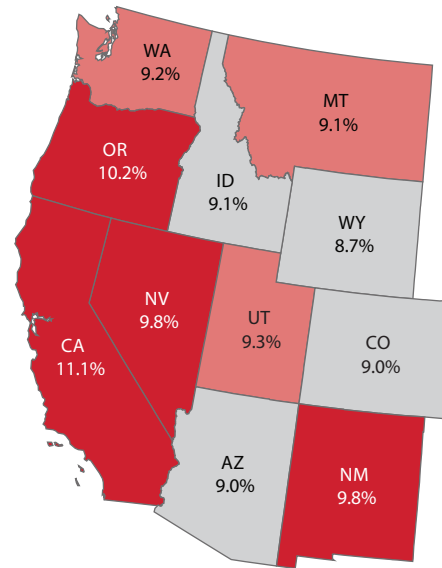 WA
9.2%
MT
9.1%
OR
10.2%
ID
9.1%
WY
8.7%
NV
9.8%
UT
9.3%
CO
9.0%
CA
11.1%
AZ
9.0%
NM
9.8%